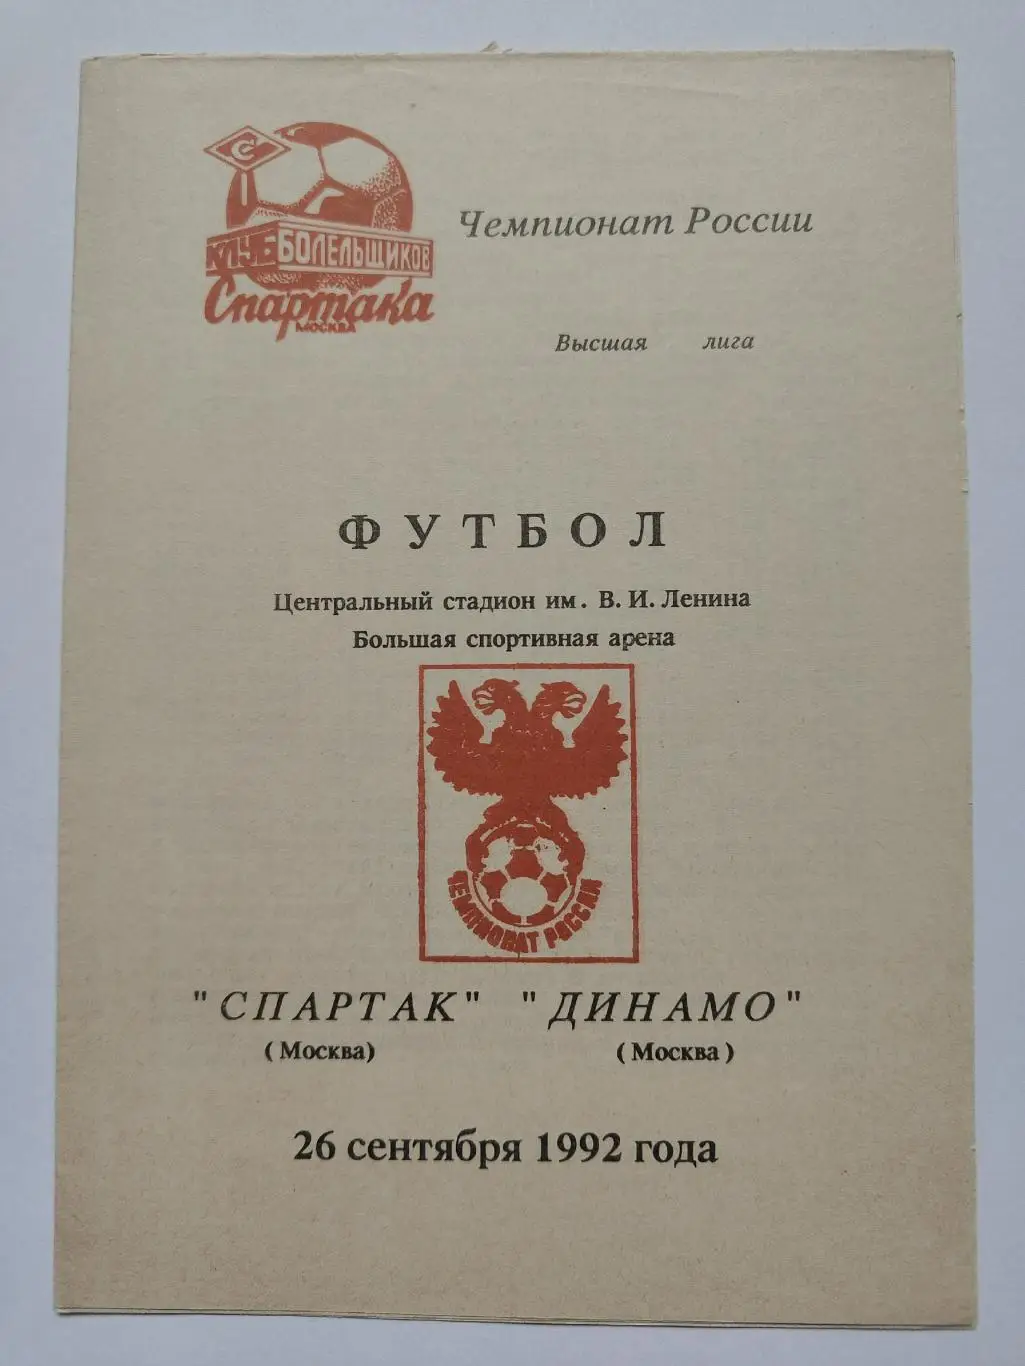 С
КЛУБ БОЛЕЛЬЩИКОВ
Спартака
МОСКВА
Чемпионат России
Высшая лига
ФУТБОЛ
Центральный стадион им. В. И. Ленина
Большая спортивная арена
ЧЕМПИОНАТ РОССИИ
"СПАРТАК" "ДИНАМО"
(Москва) (Москва)
26 сентября 1992 года